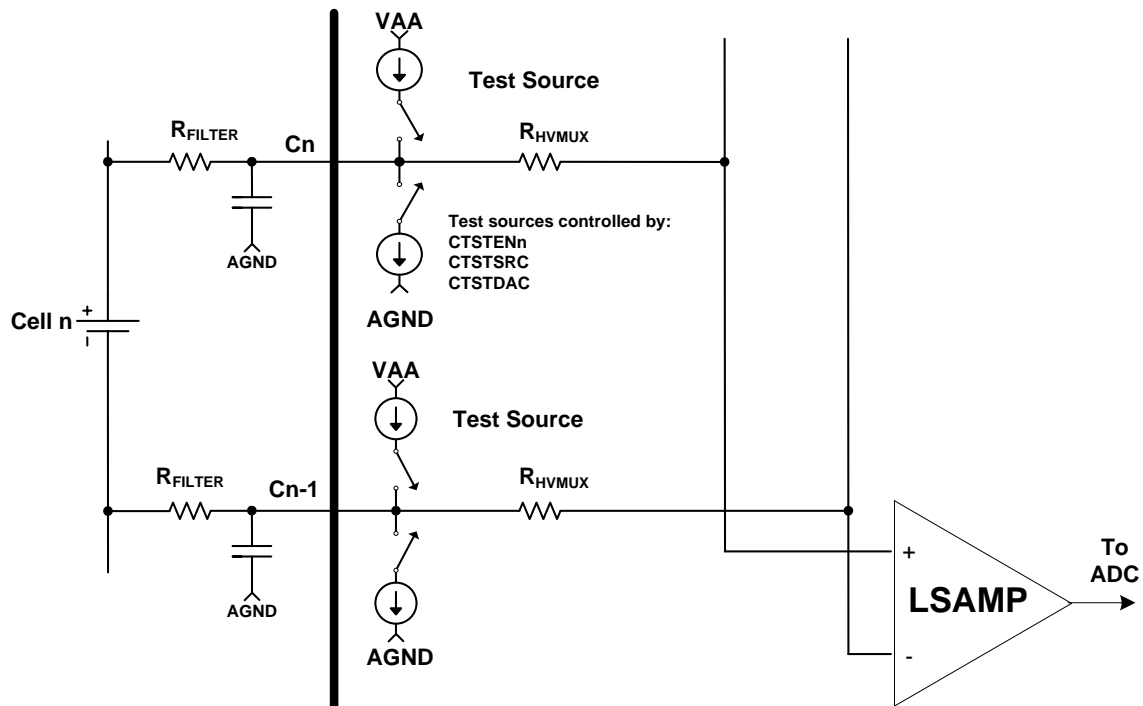 VAA
Test Source
RFILTER
Cn
RHVMUX
Test sources controlled by:
CTSTENn
CTSTSRC
CTSTDAC
AGND
AGND
Cell n
+
-
VAA
Test Source
RFILTER
Cn-1
RHVMUX
AGND
AGND
+
LSAMP
-
To
ADC